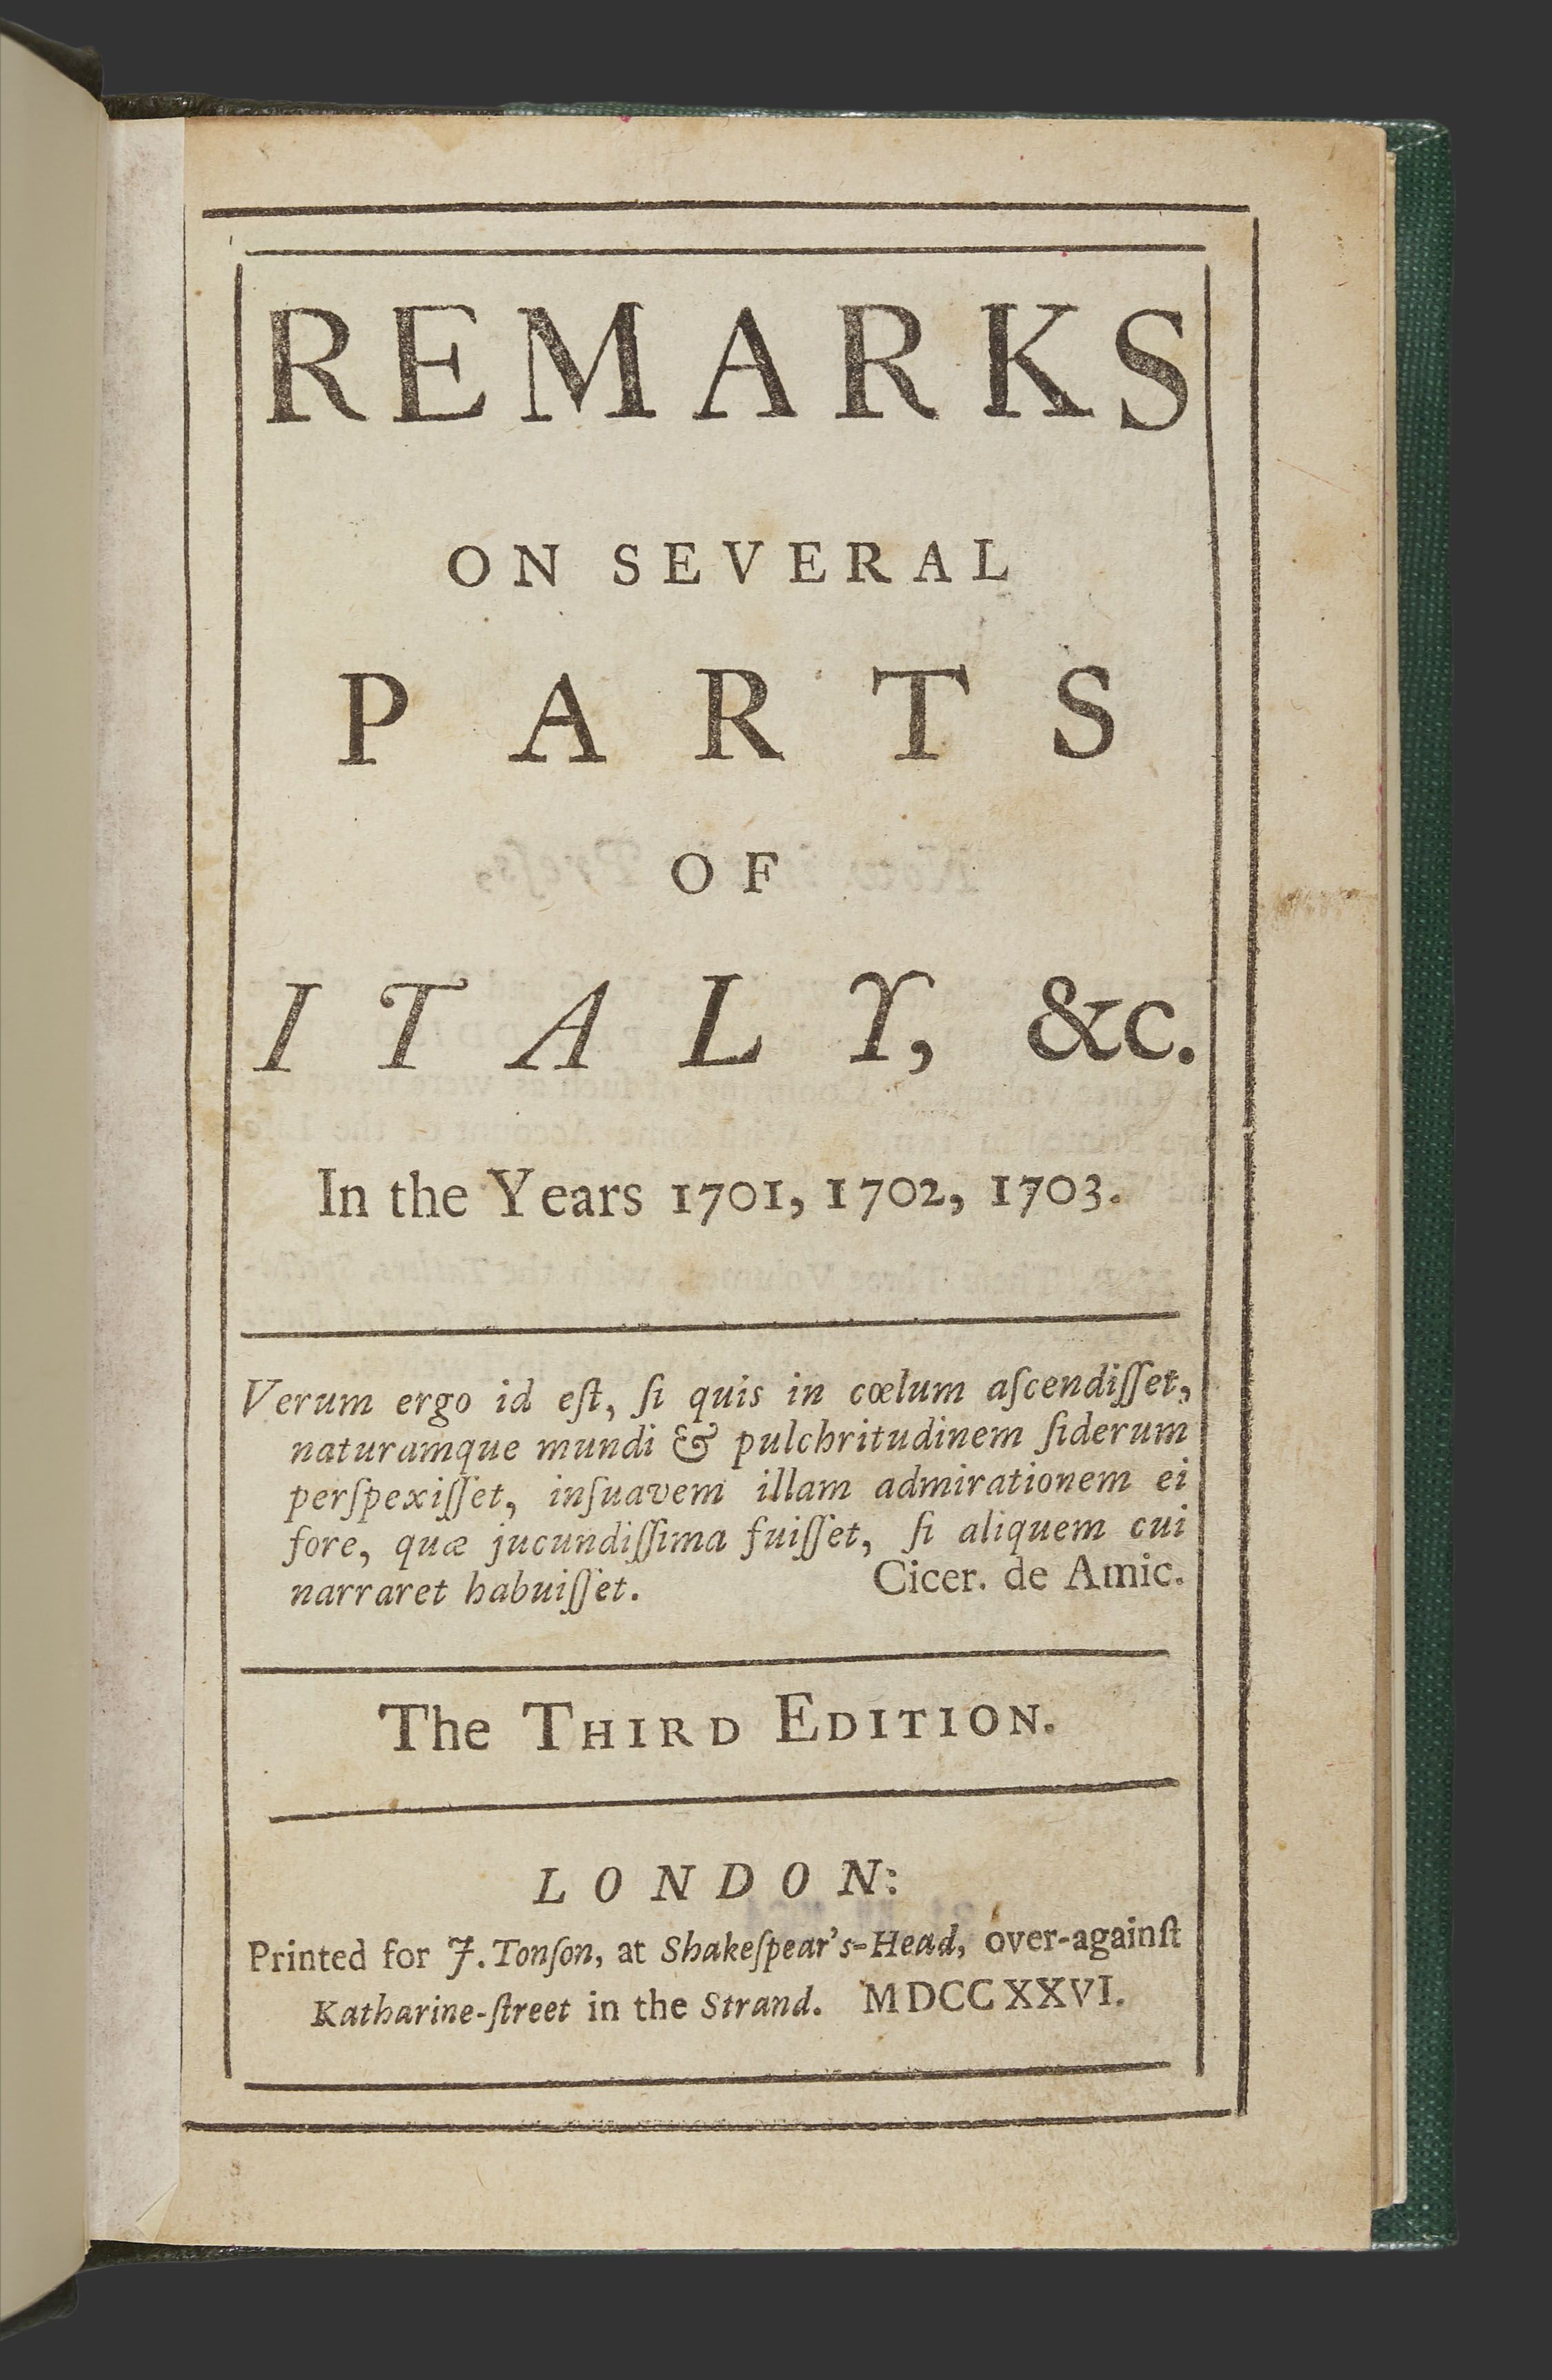 REMARKS
ON SEVERAL
PARTS
OF
ITALY, &c.
In the Years 1701, 1702, 1703.
Verum ergo id eſt, ſi quis in cœlum aſcendiſſet,
naturamque mundi & pulchritudinem ſiderum
perſpexiſſet, inſuavem illam admirationem ei
fore, quæ jucundiſſima fuiſſet, ſi aliquem cui
narraret habuiſſet. Cicer. de Amic.
The THIRD EDITION.
LONDON:
Printed for J. Tonſon, at Shakeſpear's-Head, over-againſt
Katharine-ſtreet in the Strand. MDCCXXVI.